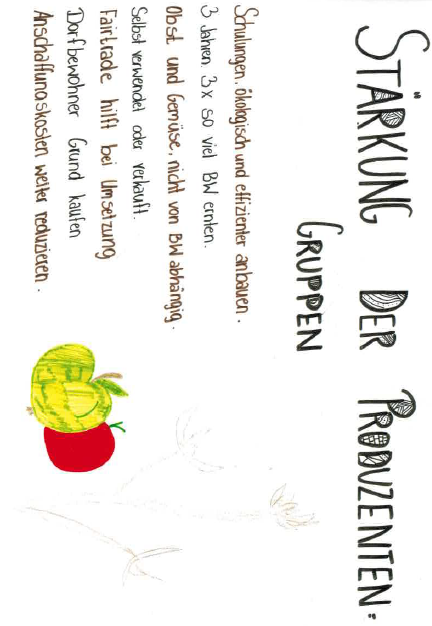 STÄRKUNG DER PRODUZENTEN:
GRUPPEN
Schulungen, ökologisch und effizienter anbauen.
3 Jahren. 3x so viel BW ernten.
Obst und Gemüse, nicht von BW abhängig.
Selbst verwendet oder verkauft.
Fairtrade hilft bei Umsetzung
Dorfbewohner Grund kaufen
Anschaffungskosten weiter reduzieren.